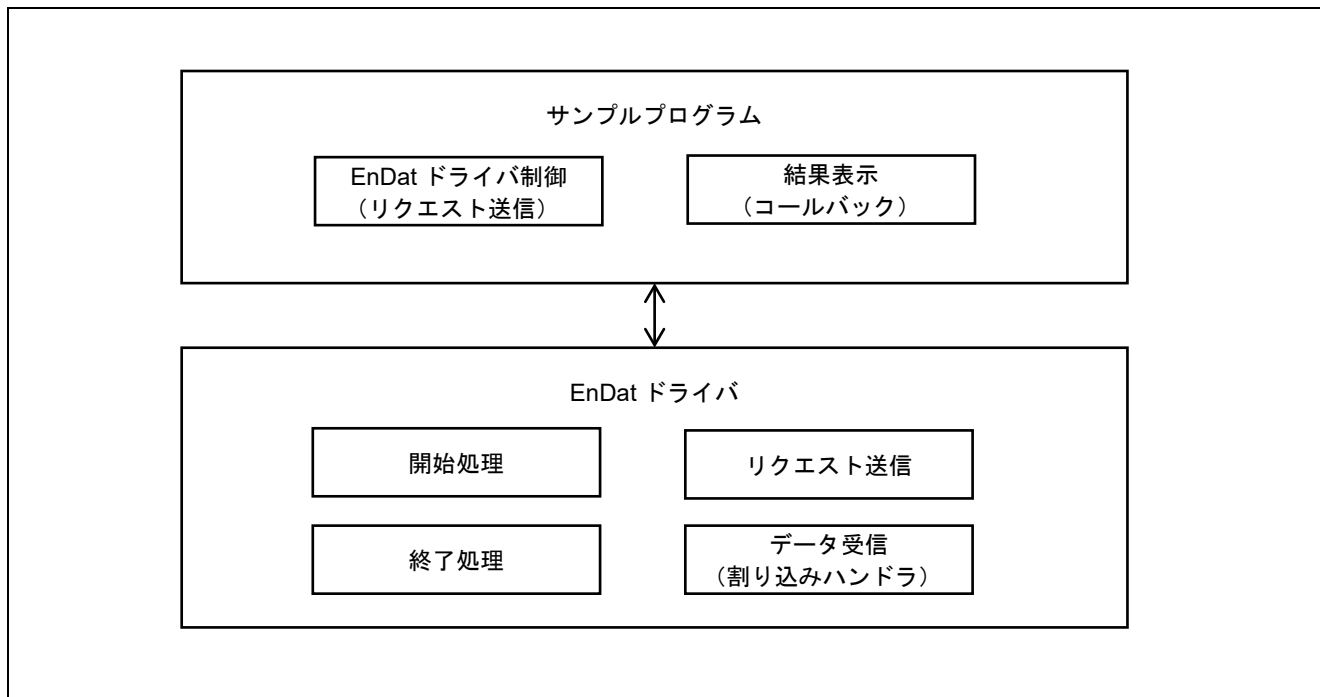 サンプルプログラム
EnDat ドライバ制御
（リクエスト送信）
結果表示
（コールバック）
EnDat ドライバ
開始処理
リクエスト送信
終了処理
データ受信
（割り込みハンドラ）